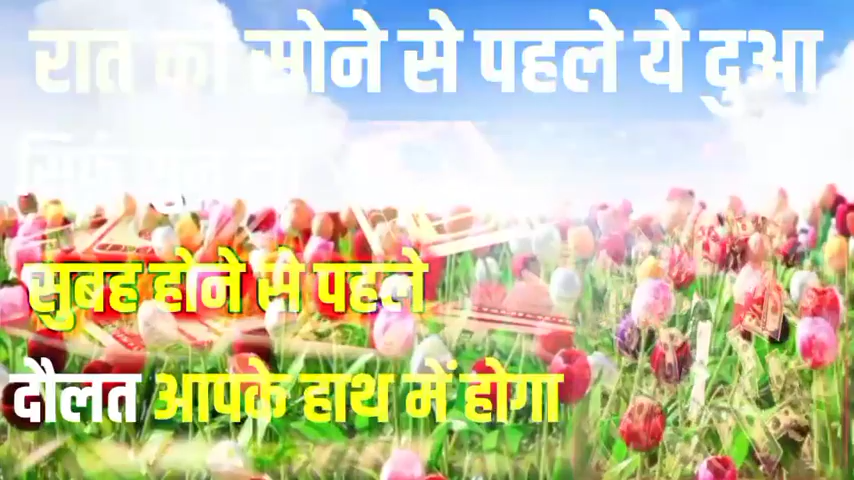 रात को सोने से पहले ये दुआ
सिर्फ सुन लो
सुबह होने से पहले
दौलत आपके हाथ में होगा